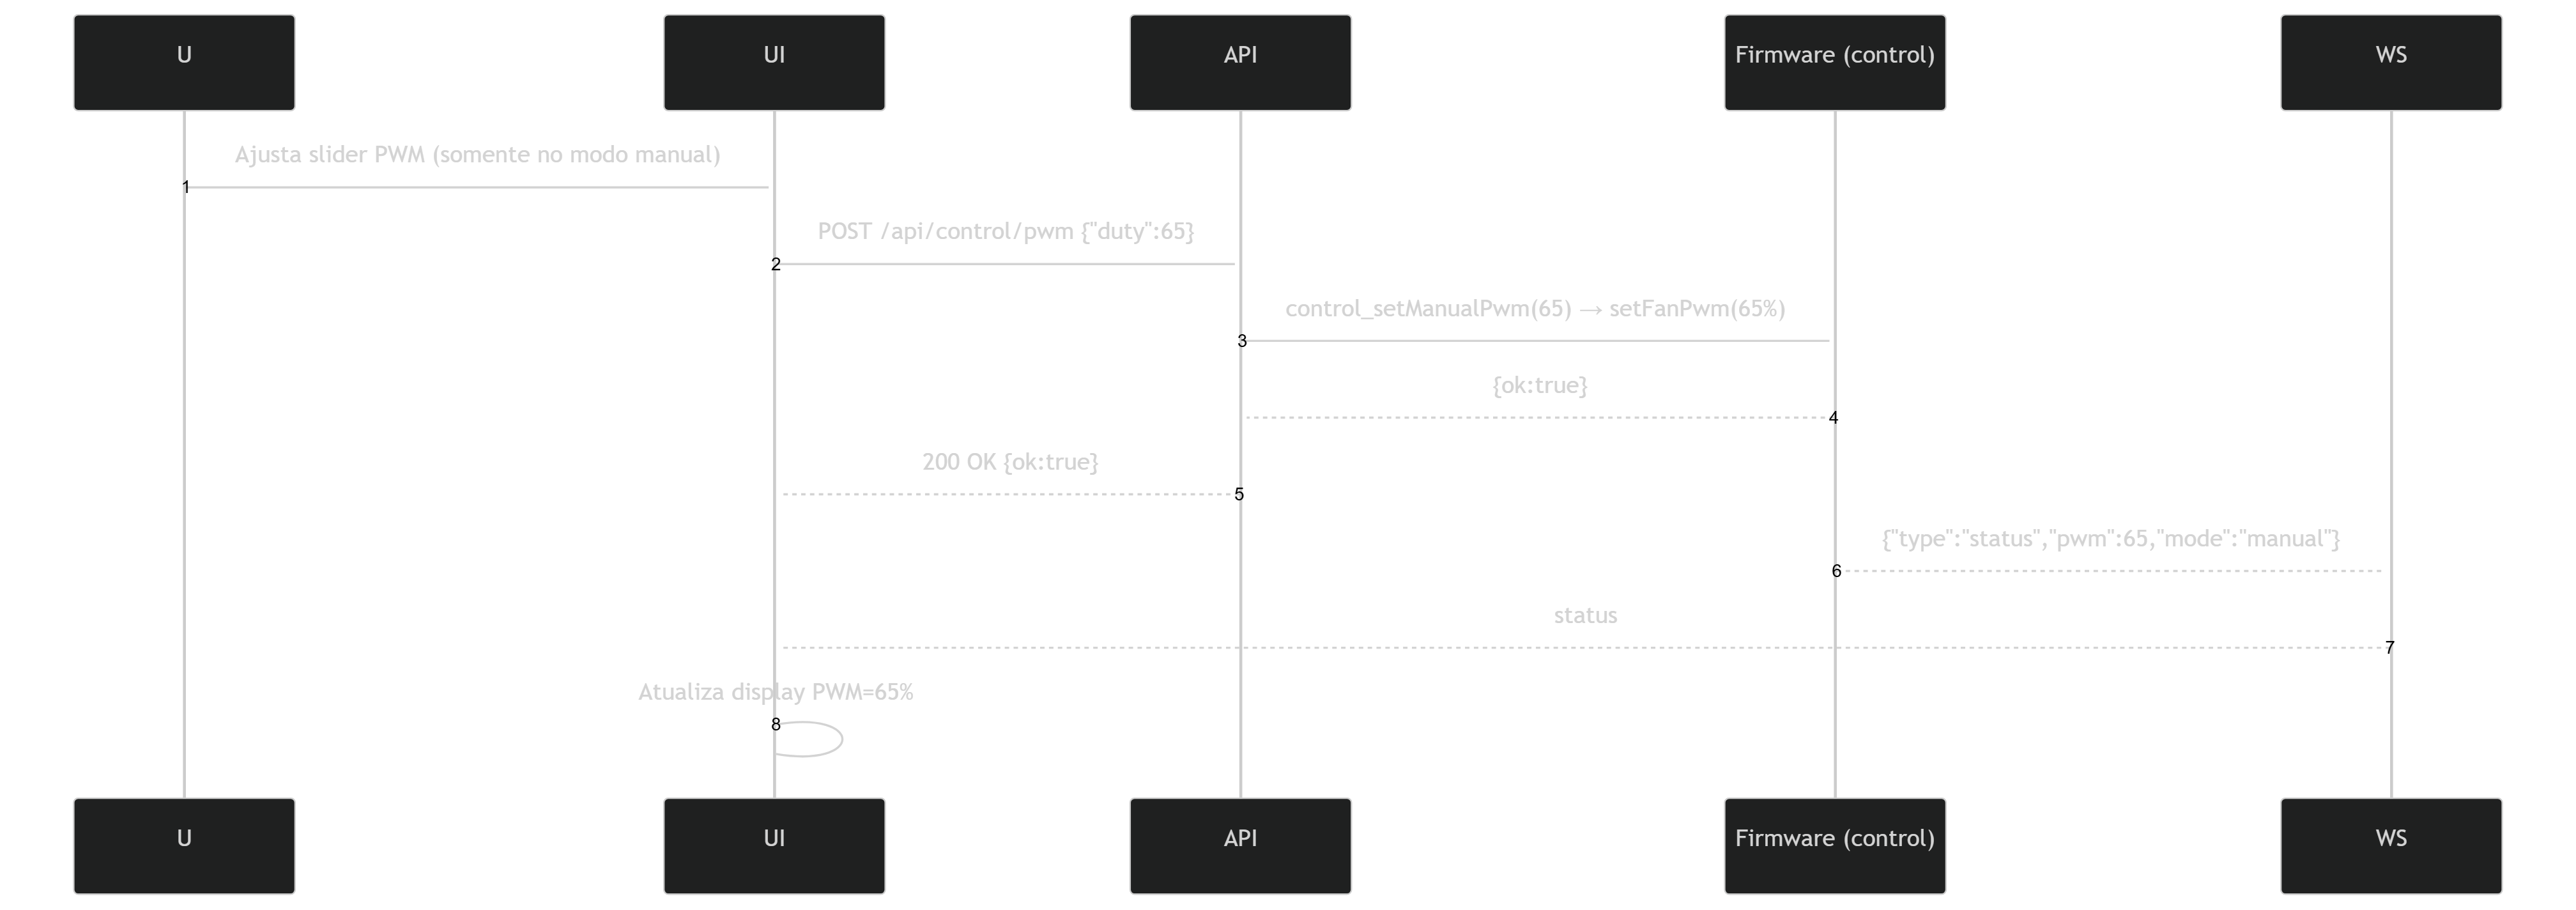 U
UI
API
Firmware (control)
WS
Ajusta slider PWM (somente no modo manual)
1
POST /api/control/pwm {"duty":65}
2
control_setManualPwm(65) → setFanPwm(65%)
3
{ok:true}
4
200 OK {ok:true}
5
{"type":"status","pwm":65,"mode":"manual"}
6
status
7
Atualiza display PWM=65%
8
U
UI
API
Firmware (control)
WS